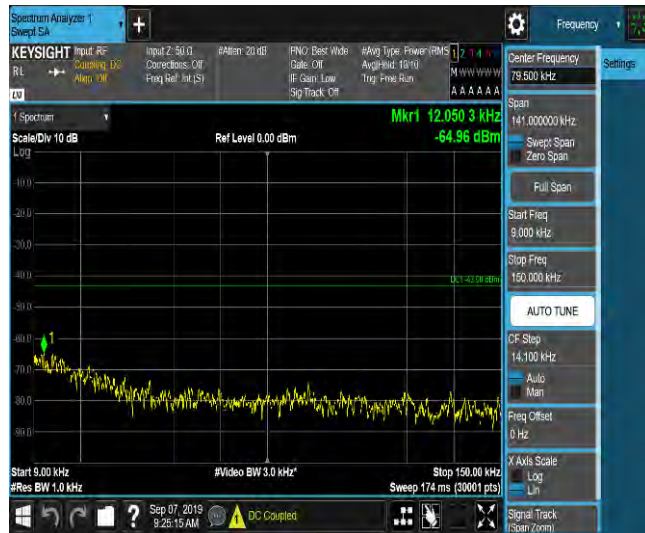 Spectrum Analyzer 1
Swept SA
Frequency
KEYSIGHT Input: RF
RL
Coupling: DC
Align: Off
Input Z: 50 Ω
Corrections: Off
Freq Ref: Int (S)
#Atten: 20 dB
PNO: Best Wide
Gate: Off
IF Gain: Low
Sig Track: Off
#Avg Type: Power (RMS
Avg|Hold: 10/10
Trig: Free Run
1 2 3 4 5 6
M W W W W W
A A A A A A
Center Frequency
79.500 kHz
Settings
Span
141.000000 kHz
Swept Span
Zero Span
Full Span
Start Freq
9.000 kHz
Stop Freq
150.000 kHz
AUTO TUNE
CF Step
14.100 kHz
Auto
Man
Freq Offset
0 Hz
X Axis Scale
Log
Lin
Signal Track
(Span Zoom)
1 Spectrum
Scale/Div 10 dB
Ref Level 0.00 dBm
Mkr1 12.050 3 kHz
-64.96 dBm
Log
-10.0
-20.0
-30.0
-40.0
-50.0
-60.0
-70.0
-80.0
-90.0
1
Start 9.00 kHz
#Video BW 3.0 kHz*
Stop 150.00 kHz
#Res BW 1.0 kHz
Sweep 174 ms (30001 pts)
Sep 07, 2019
9:25:15 AM
DC Coupled